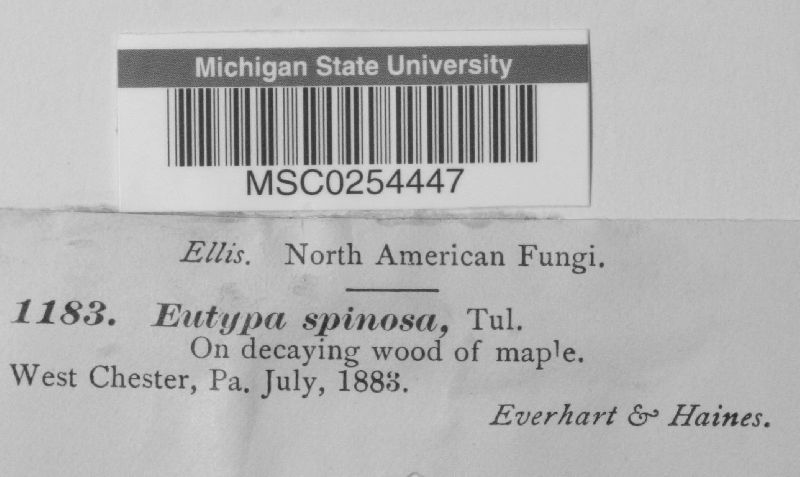 Michigan State University
MSC0254447
Ellis. North American Fungi.
1183. Eutypa spinosa, Tul.
On decaying wood of maple.
West Chester, Pa. July, 1883.
Everhart & Haines.